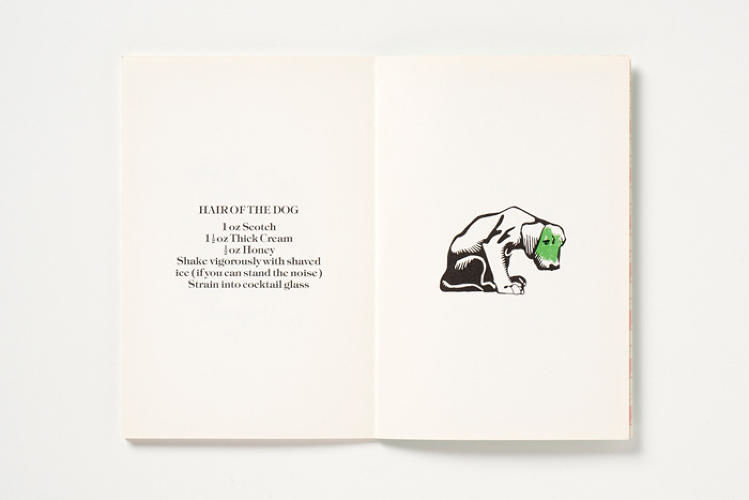 HAIR OF THE DOG
1 oz Scotch
1½ oz Thick Cream
½ oz Honey
Shake vigorously with shaved
ice (if you can stand the noise)
Strain into cocktail glass